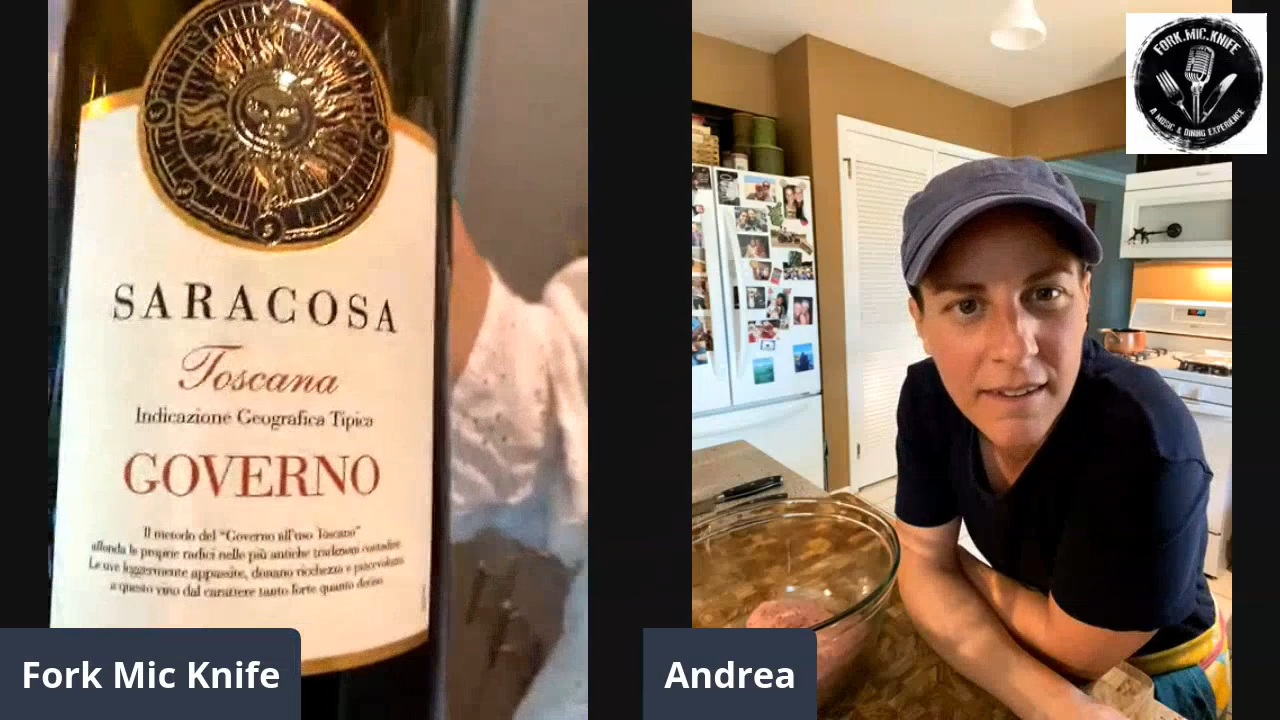 SARACOSA
Toscana
Indicazione Geografica Tipica
GOVERNO
Il metodo del "Governo all'uso Toscano"
affonda le proprie radici nelle più antiche tradizioni contadine
Le uve leggermente appassite, donano ricchezza e piacevolezza
a questo vino dal carattere tanto forte quanto deciso
FORK.MIC.KNIFE
A MUSIC & DINING EXPERIENCE
Fork Mic Knife
Andrea